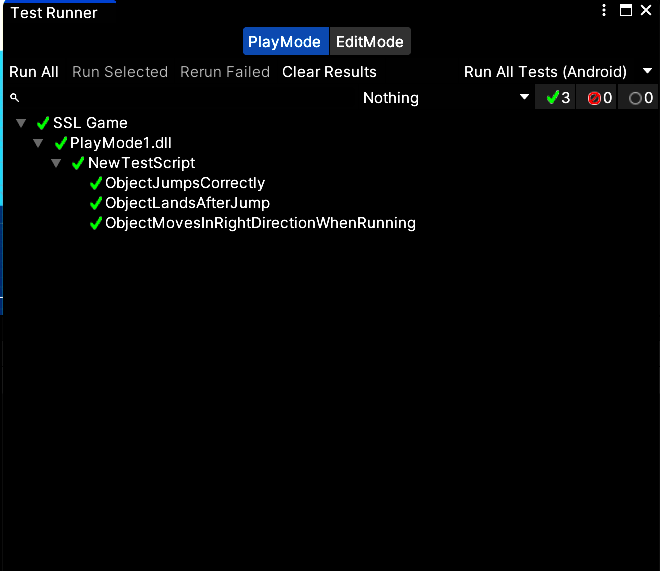 Test Runner
PlayMode EditMode
Run All Run Selected Rerun Failed Clear Results Run All Tests (Android)
Nothing 3 0 0
SSL Game
PlayMode1.dll
NewTestScript
ObjectJumpsCorrectly
ObjectLandsAfterJump
ObjectMovesInRightDirectionWhenRunning